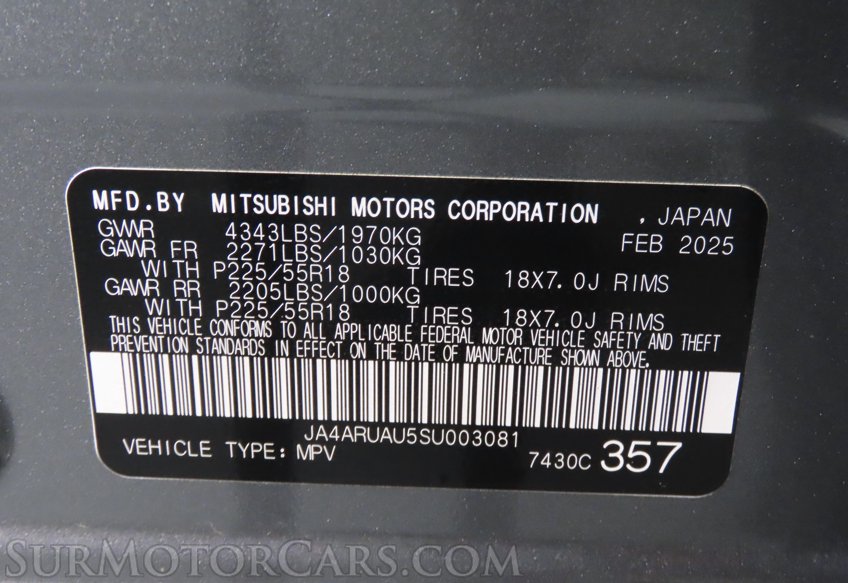 MFD.BY MITSUBISHI MOTORS CORPORATION , JAPAN
GVWR 4343LBS/1970KG FEB 2025
GAWR FR 2271LBS/1030KG
WITH P225/55R18 TIRES 18X7.0J RIMS
GAWR RR 2205LBS/1000KG
WITH P225/55R18 TIRES 18X7.0J RIMS
THIS VEHICLE CONFORMS TO ALL APPLICABLE FEDERAL MOTOR VEHICLE SAFETY AND THEFT
PREVENTION STANDARDS IN EFFECT ON THE DATE OF MANUFACTURE SHOWN ABOVE.
JA4ARUAU5SU003081
VEHICLE TYPE: MPV 7430C 357
SURMOTORCARS.COM